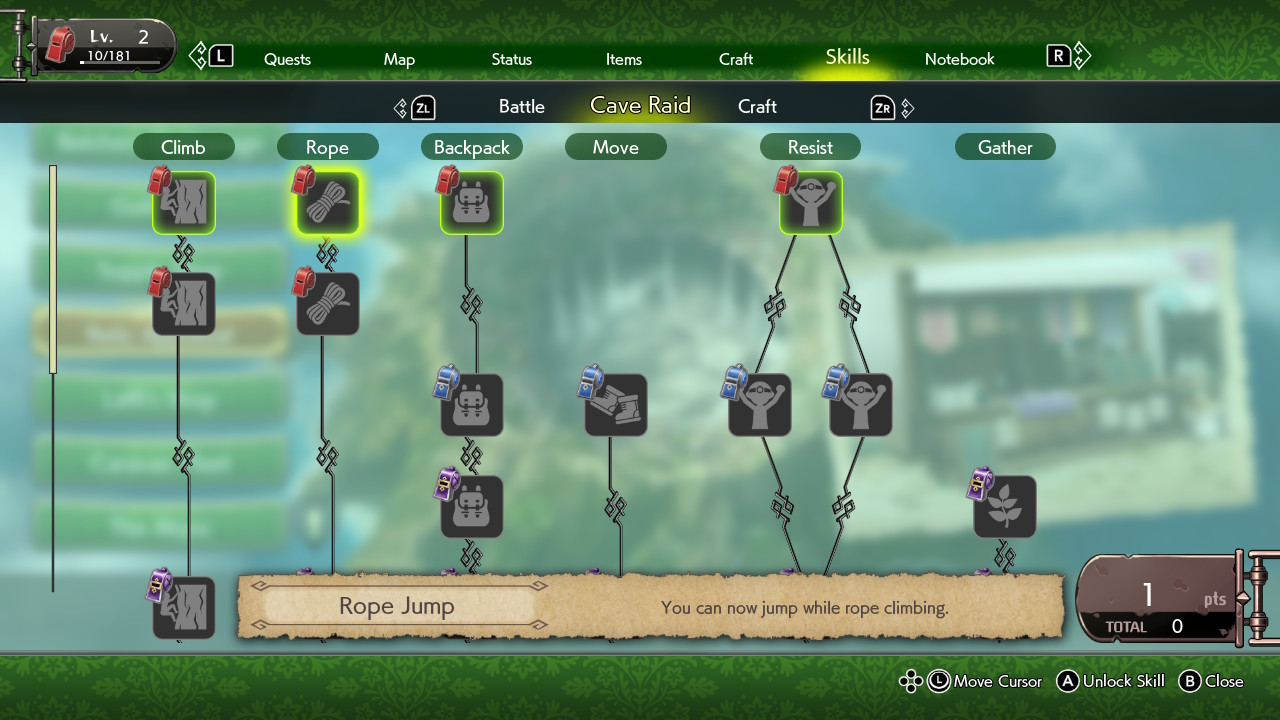 Lv. 2
10/181
L
Quests
Map
Status
Items
Craft
Skills
Notebook
R
ZL
Battle
Cave Raid
Craft
ZR
Climb
Rope
Backpack
Move
Resist
Gather
Rope Jump
You can now jump while rope climbing.
1 pts
TOTAL 0
L Move Cursor
A Unlock Skill
B Close